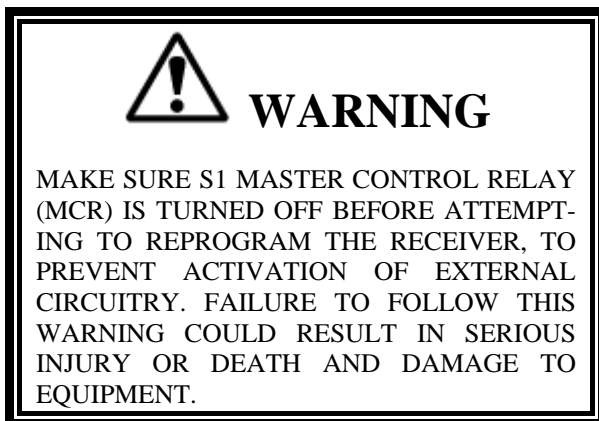 WARNING
MAKE SURE S1 MASTER CONTROL RELAY
(MCR) IS TURNED OFF BEFORE ATTEMPT-
ING TO REPROGRAM THE RECEIVER, TO
PREVENT ACTIVATION OF EXTERNAL
CIRCUITRY. FAILURE TO FOLLOW THIS
WARNING COULD RESULT IN SERIOUS
INJURY OR DEATH AND DAMAGE TO
EQUIPMENT.